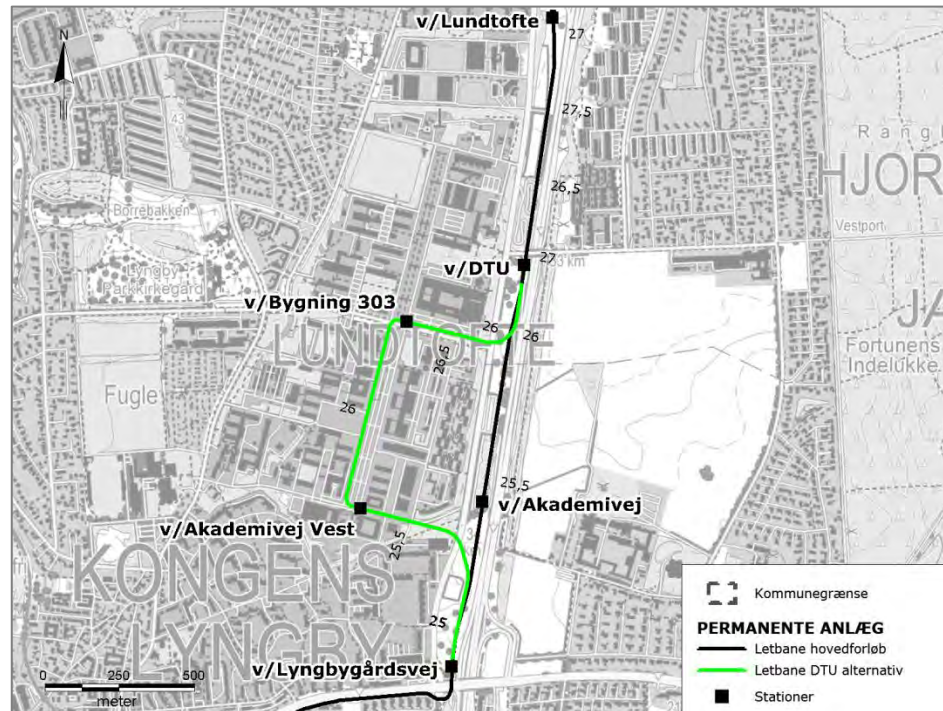 v/Lundtofte
N
27
43
27,5
Rang
26,5
HJOR
Borrebakken
Vestport
v/DTU
27
3 km
Lyngby
Parkkirkegård
v/Bygning 303
26
26
JÆ
LUNDTOFTE
Fortunens
Indelukke
26,5
Fugle
26
25,5
v/Akademivej
v/Akademivej Vest
25,5
KONGENS
Kommunegrænse
25
LYNGBY
PERMANENTE ANLÆG
Letbane hovedforløb
v/Lyngbygårdsvej
Letbane DTU alternativ
0 250 500
meter
Stationer